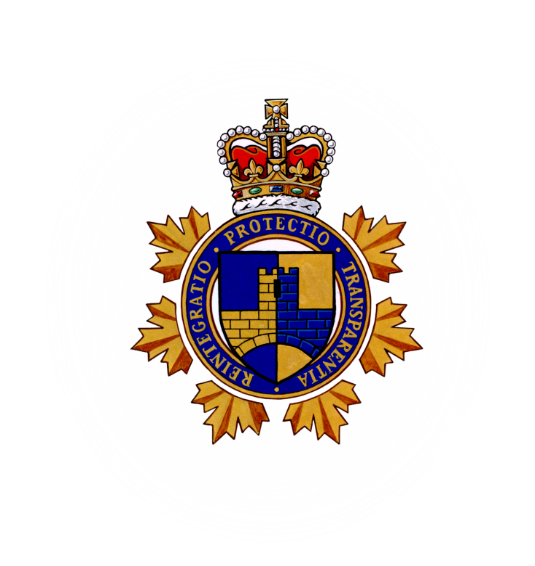 REINTEGRATIO · PROTECTIO · TRANSPARENTIA ·